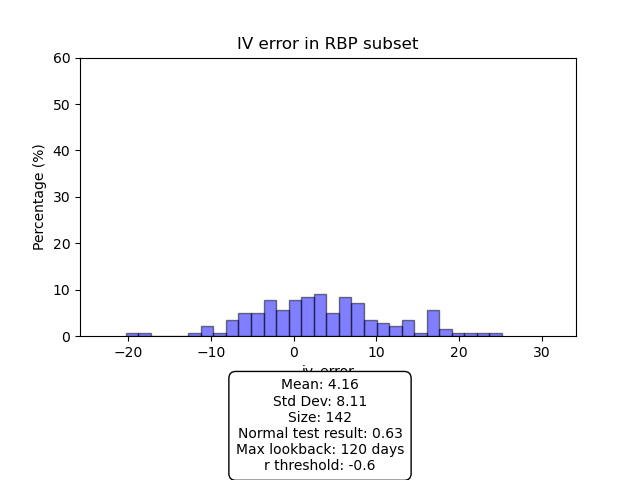 IV error in RBP subset
Percentage (%)
60
50
40
30
20
10
0
−20 −10 0 10 20 30
iv_error
Mean: 4.16
Std Dev: 8.11
Size: 142
Normal test result: 0.63
Max lookback: 120 days
r threshold: -0.6